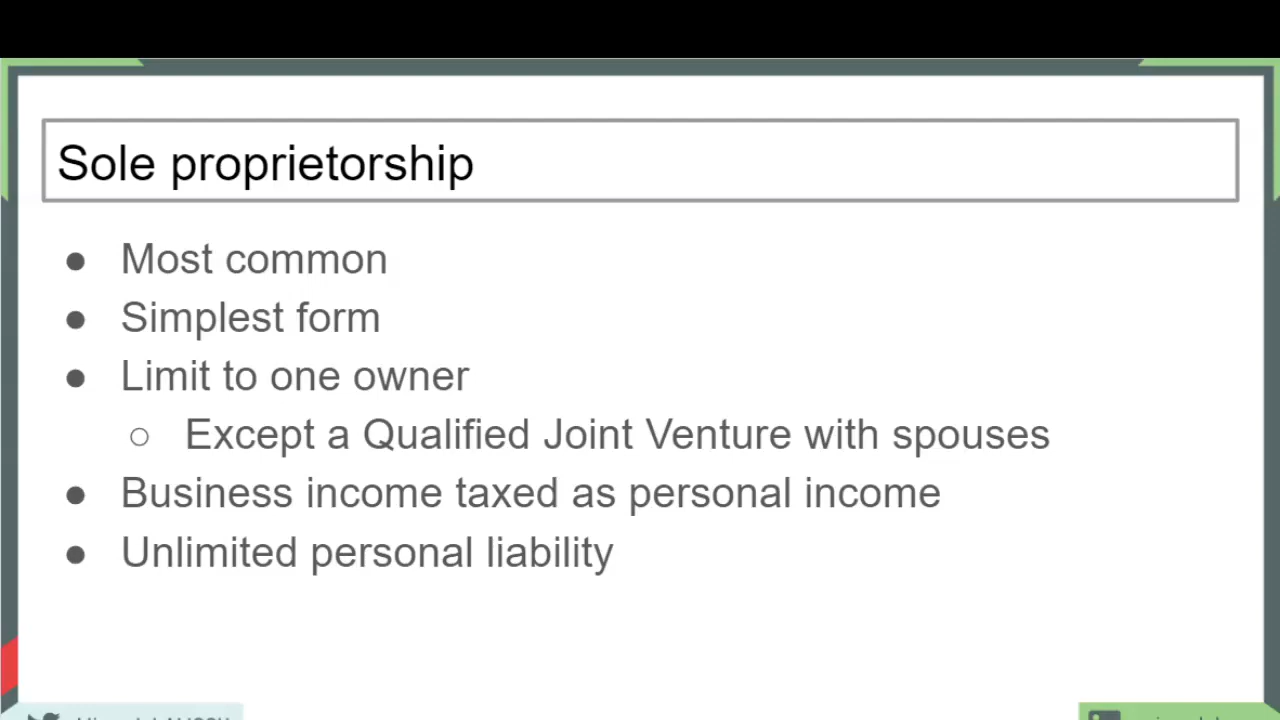 Sole proprietorship
● Most common
● Simplest form
● Limit to one owner
○ Except a Qualified Joint Venture with spouses
● Business income taxed as personal income
● Unlimited personal liability